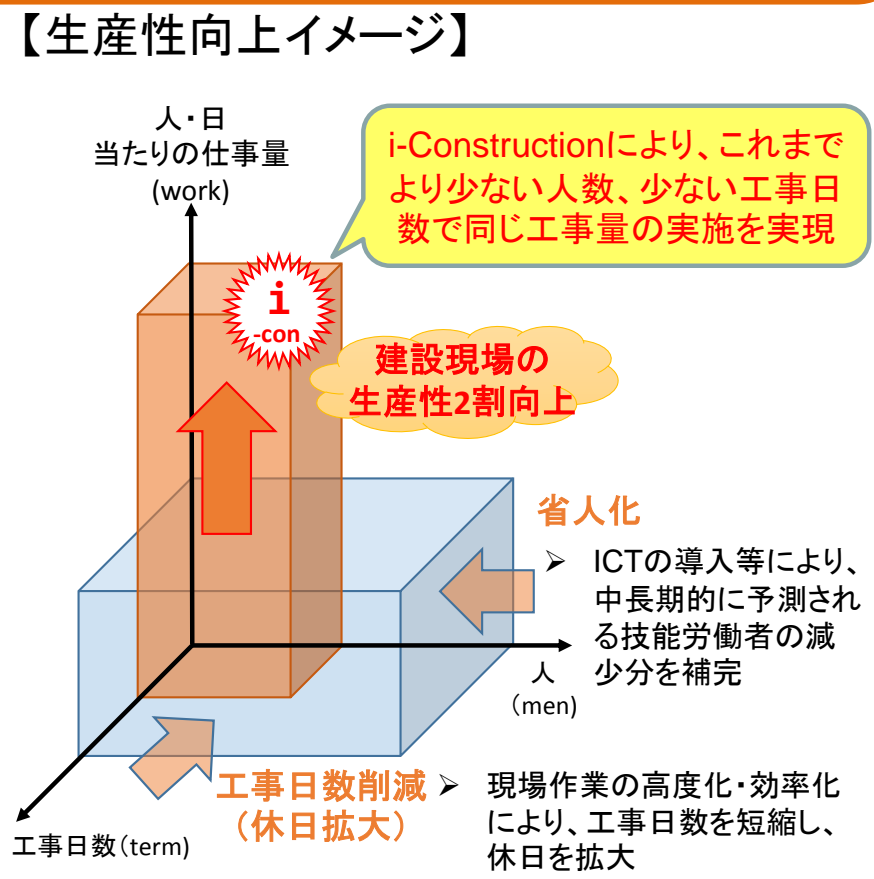 【生産性向上イメージ】
人・日
当たりの仕事量
(work)
i-Constructionにより、これまで
より少ない人数、少ない工事日
数で同じ工事量の実施を実現
i
-con
建設現場の
生産性2割向上
省人化
➢ ICTの導入等により、
中長期的に予測され
る技能労働者の減
少分を補完
人
（men)
工事日数削減
（休日拡大）
➢ 現場作業の高度化・効率化
により、工事日数を短縮し、
休日を拡大
工事日数（term)